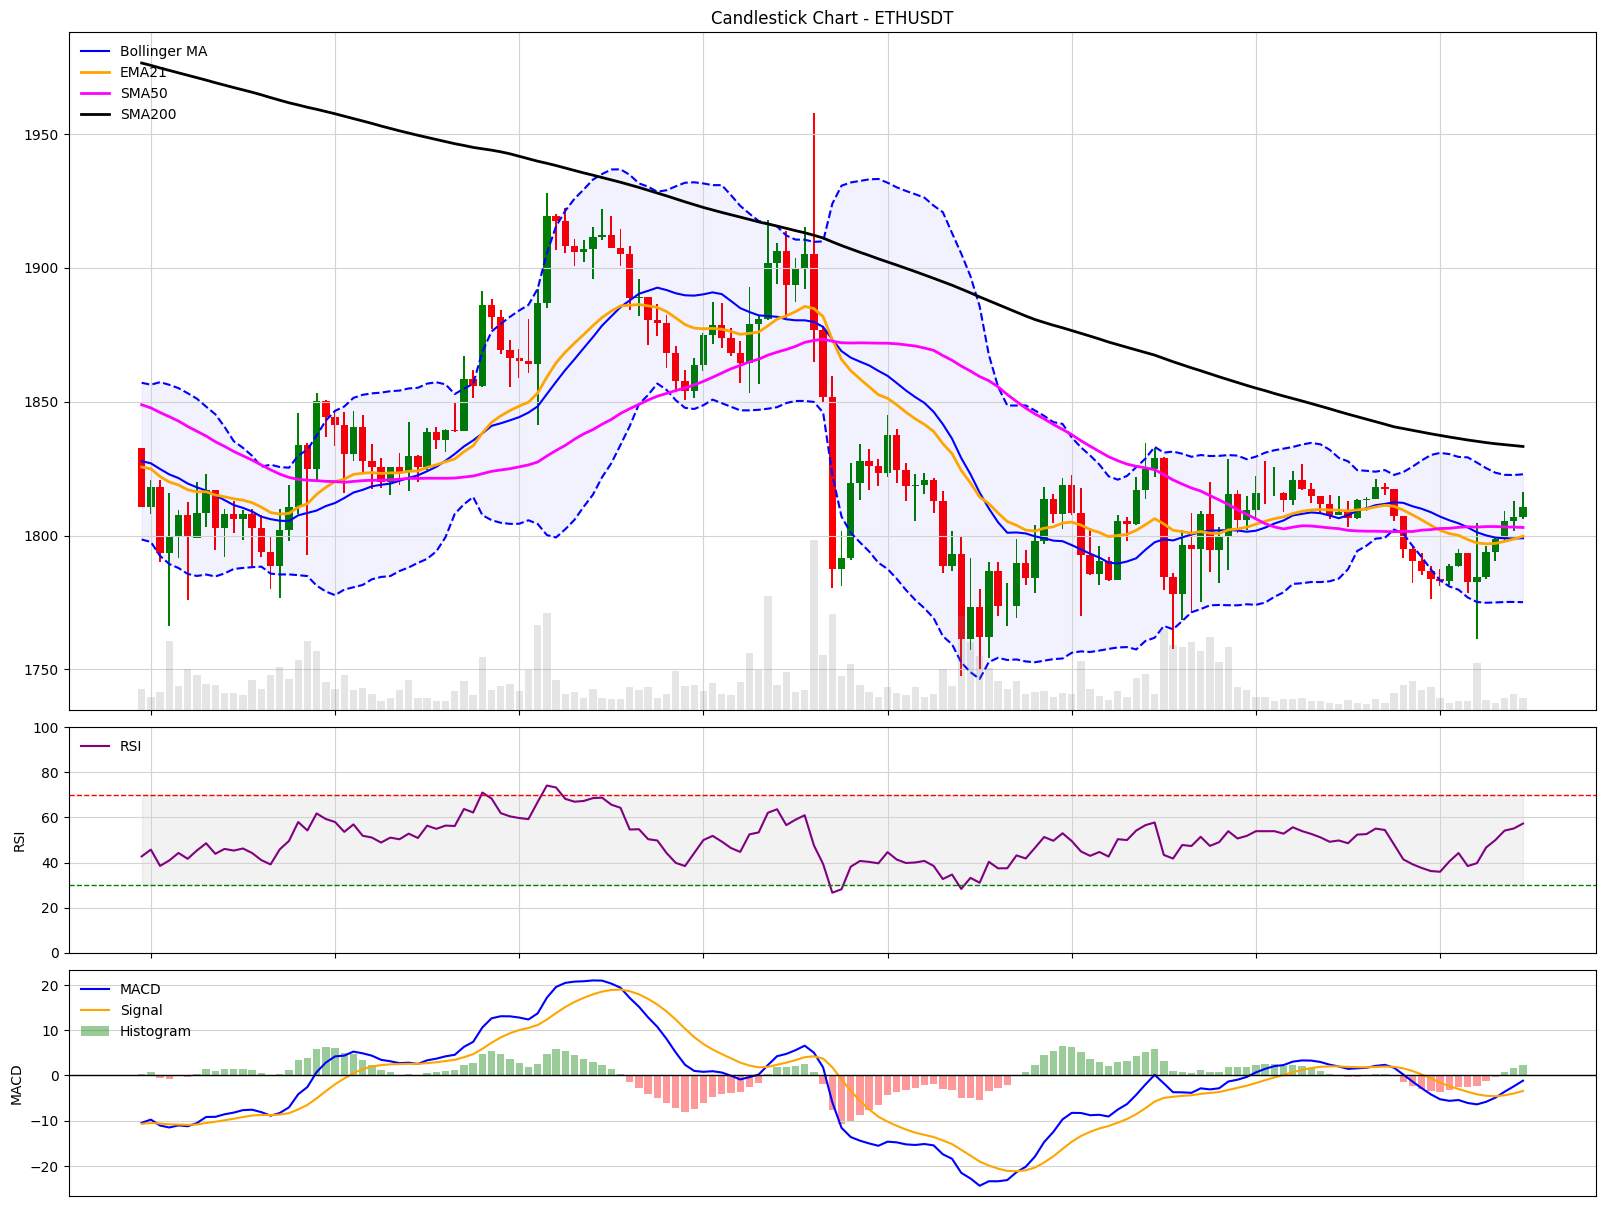 Candlestick Chart - ETHUSDT
Bollinger MA
EMA21
SMA50
SMA200
1950
1900
1850
1800
1750
RSI
100
80
60
40
20
0
RSI
MACD
Signal
Histogram
20
10
0
−10
−20
MACD